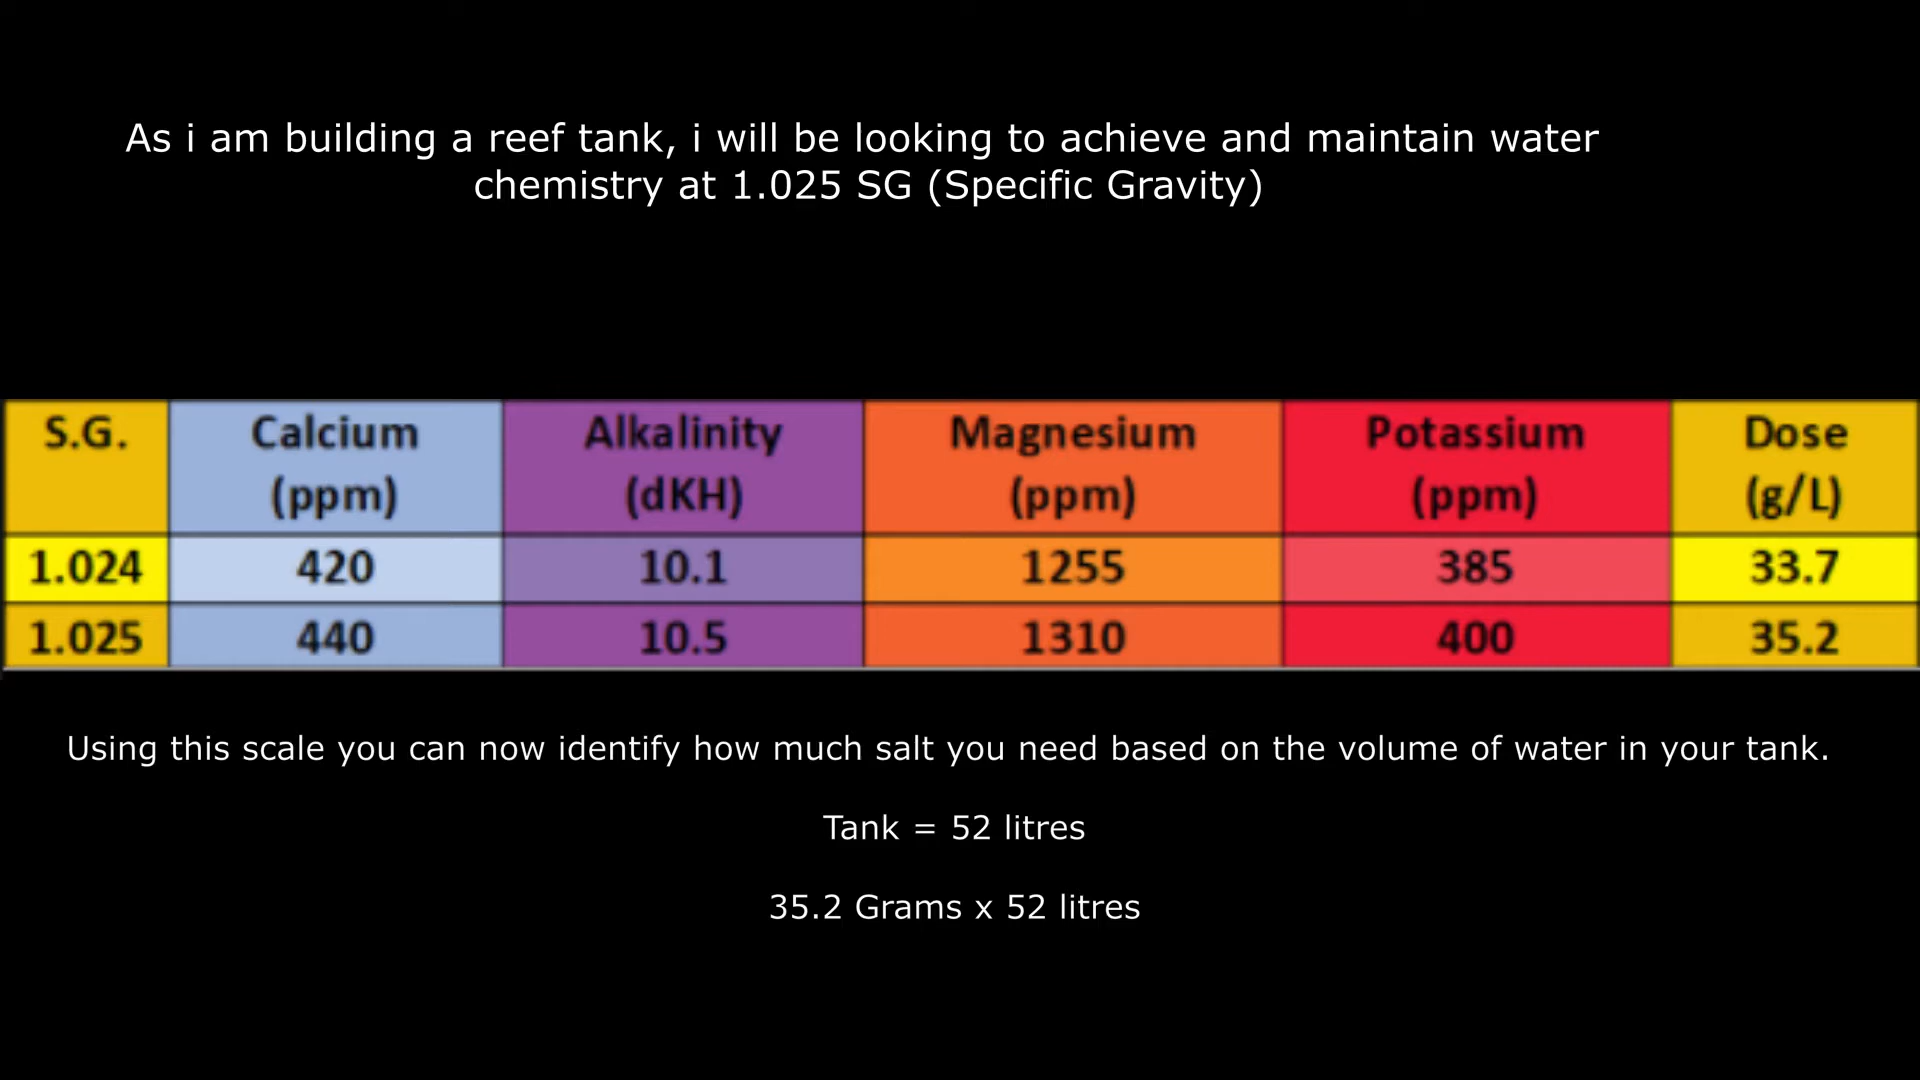 As i am building a reef tank, i will be looking to achieve and maintain water
chemistry at 1.025 SG (Specific Gravity)
S.G. Calcium Alkalinity Magnesium Potassium Dose
(ppm) (dKH) (ppm) (ppm) (g/L)
1.024 420 10.1 1255 385 33.7
1.025 440 10.5 1310 400 35.2
Using this scale you can now identify how much salt you need based on the volume of water in your tank.
Tank = 52 litres
35.2 Grams x 52 litres